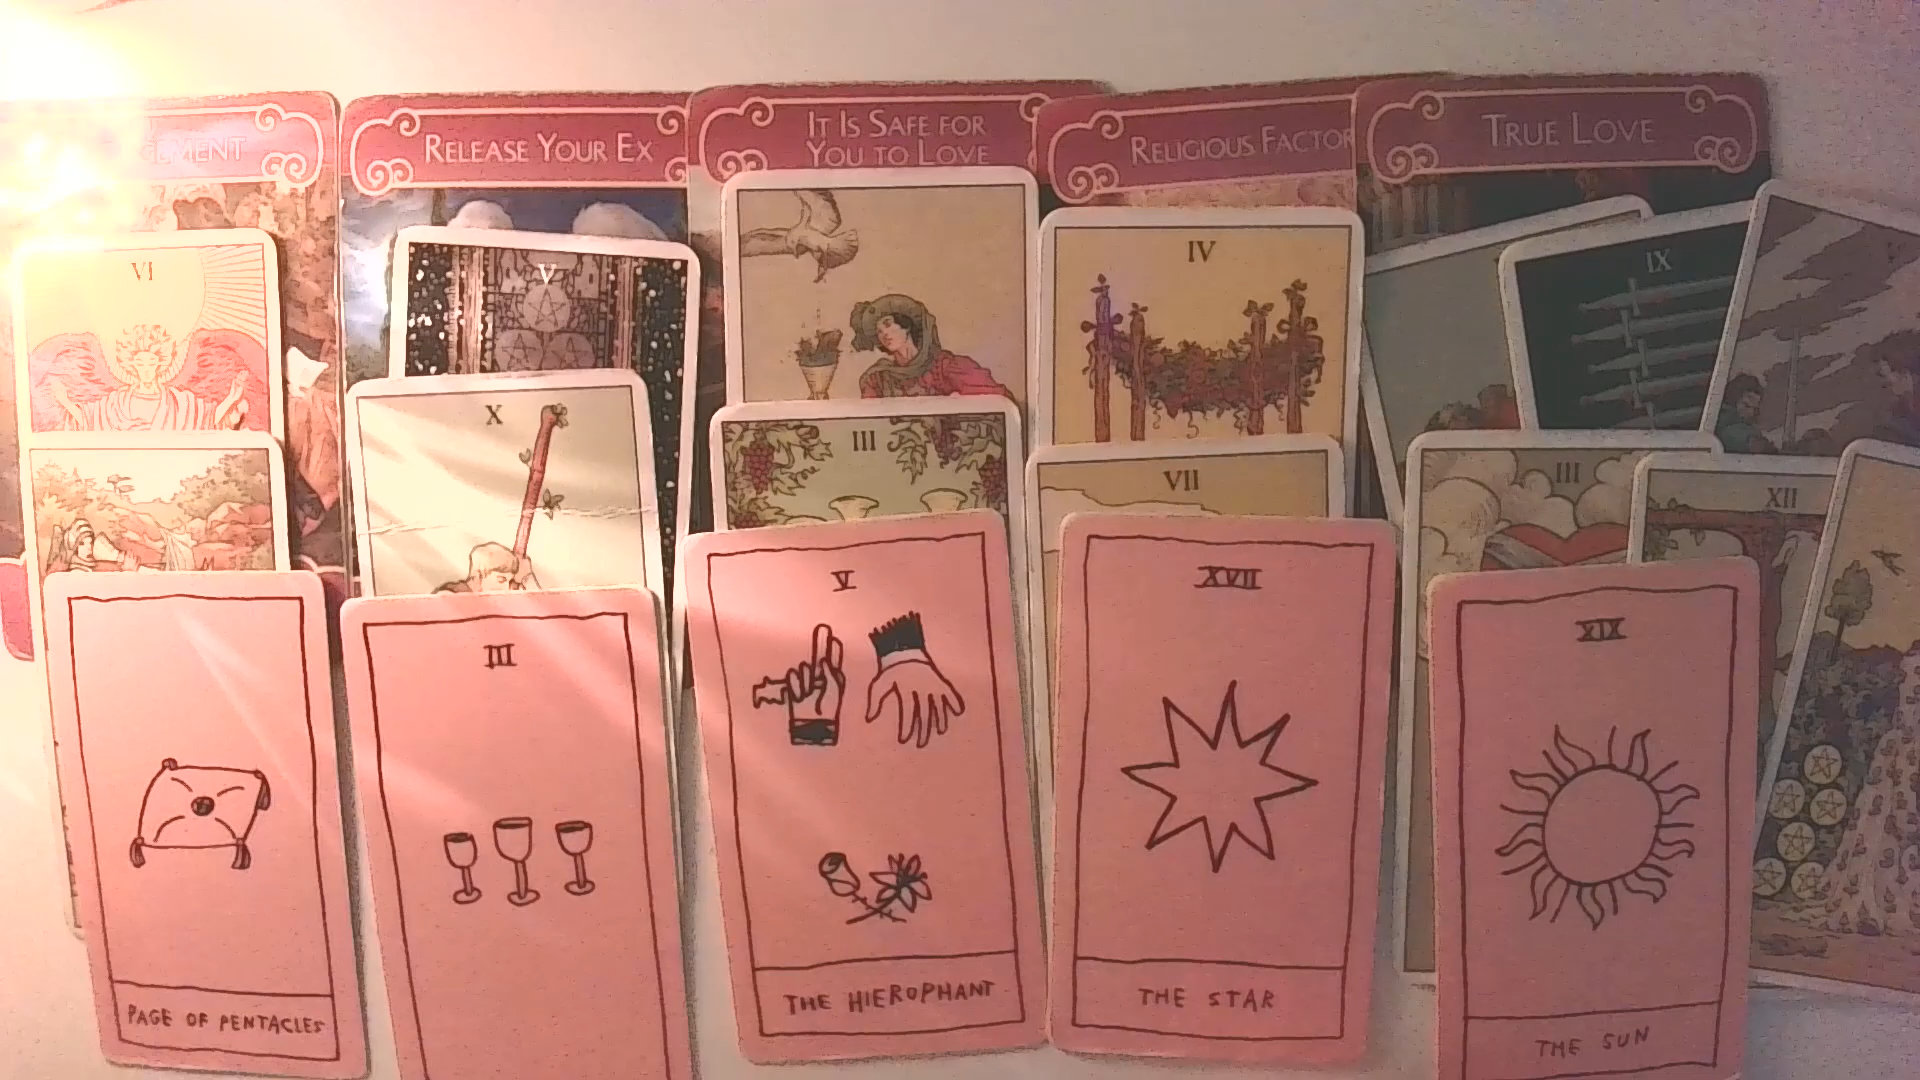 GEMENT
RELEASE YOUR EX
IT IS SAFE FOR
YOU TO LOVE
RELIGIOUS FACTOR
TRUE LOVE
VI
V
IV
IX
X
III
VII
III
XII
PAGE OF PENTACLES
III
V
THE HIEROPHANT
XVII
THE STAR
XIX
THE SUN